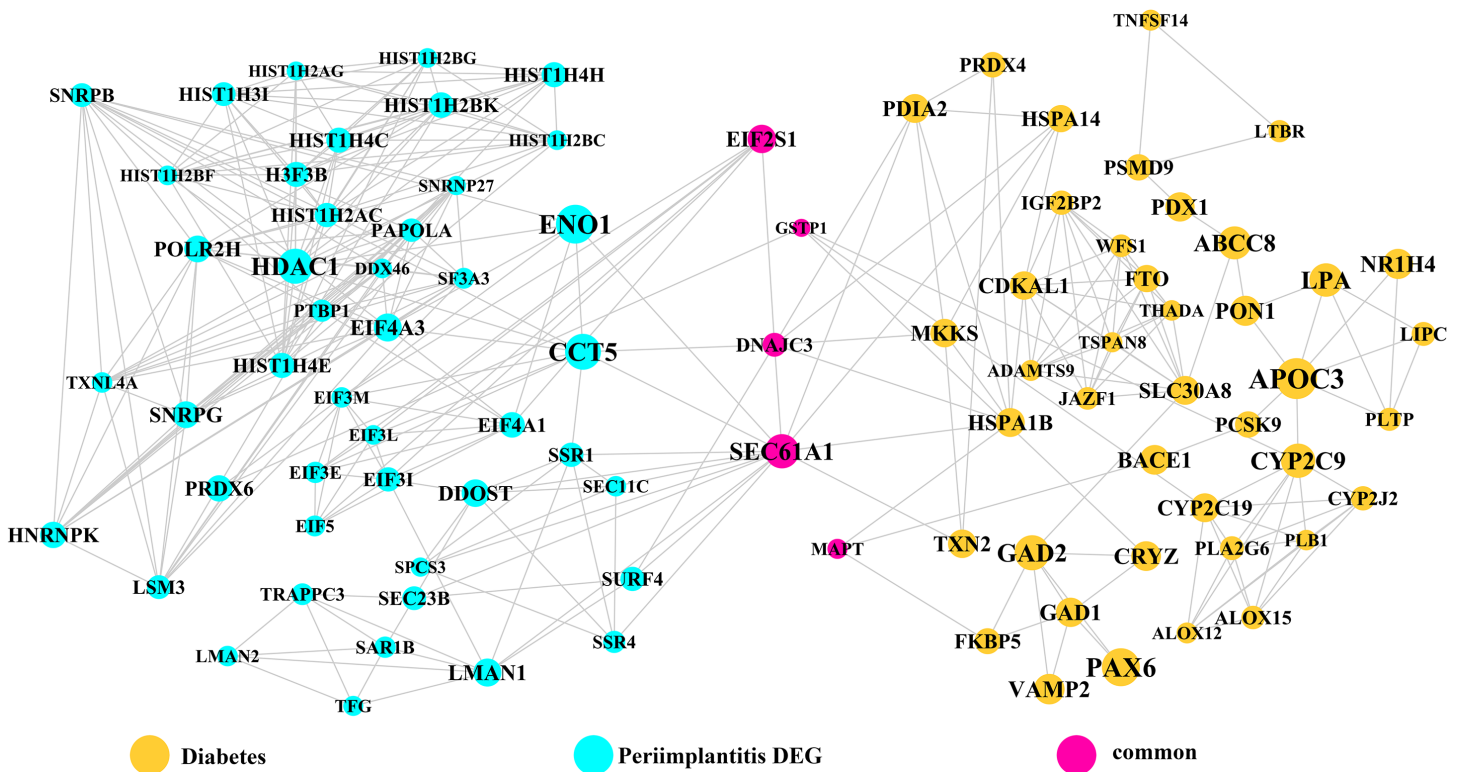 TNFSF14
HIST1H2BG
PRDX4
HIST1H2AG
HIST1H4H
SNRPB
HIST1H3I
HIST1H2BK
PDIA2
HSPA14
LTBR
HIST1H4C
HIST1H2BC
EIF2S1
PSMD9
HIST1H2BF
H3F3B
SNRNP27
IGF2BP2
PDX1
HIST1H2AC
PAPOLA
ENO1
GSTP1
WFS1
ABCC8
POLR2H
HDAC1
DDX46
SF3A3
CDKAL1
FTO
LPA
NR1H4
PTBP1
THADA
PON1
EIF4A3
CCT5
DNAJC3
MKKS
TSPAN8
LIPC
HIST1H4E
ADAMTS9
TXNL4A
JAZF1
SLC30A8
APOC3
EIF3M
SNRPG
EIF4A1
HSPA1B
PCSK9
PLTP
EIF3L
SSR1
SEC61A1
BACE1
CYP2C9
EIF3E
EIF3I
PRDX6
DDOST
SEC11C
CYP2C19
CYP2J2
HNRNPK
EIF5
MAPT
TXN2
GAD2
CRYZ
PLA2G6
PLB1
SPCS3
LSM3
TRAPPC3
SEC23B
SURF4
GAD1
ALOX15
SAR1B
SSR4
FKBP5
ALOX12
LMAN2
LMAN1
PAX6
VAMP2
TFG
Diabetes
Periimplantitis DEG
common